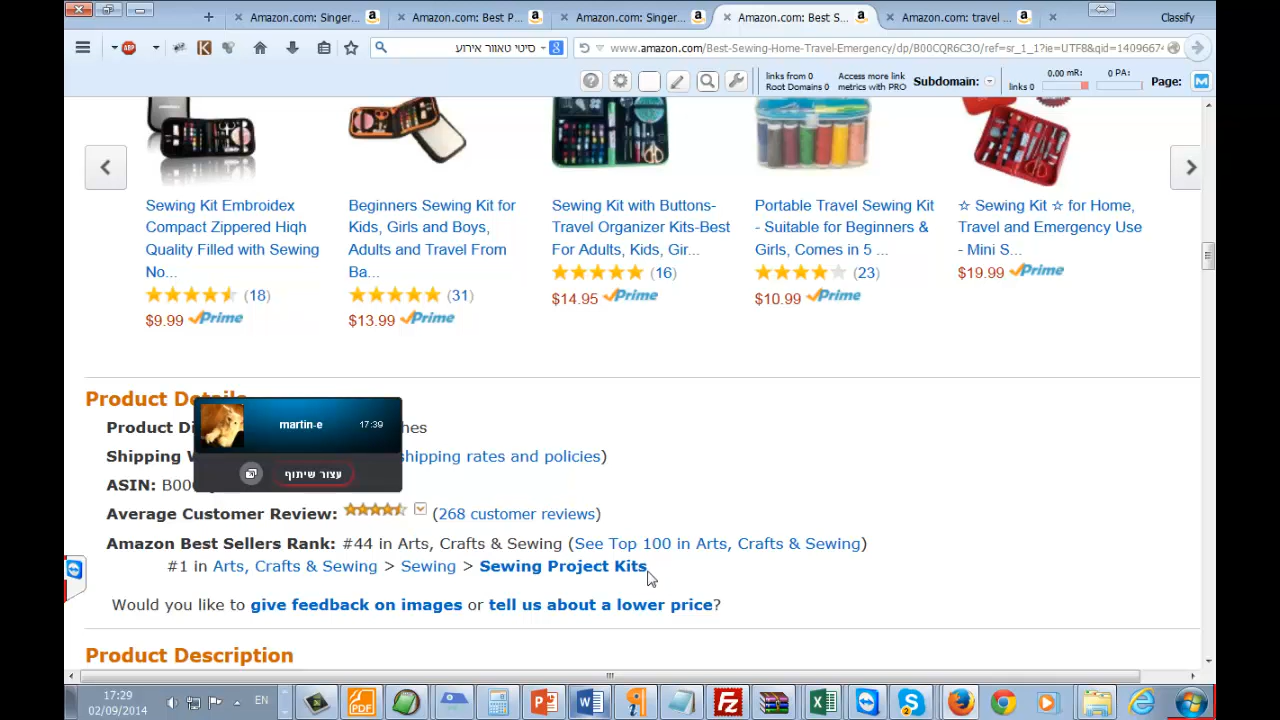 Amazon.com: Singer...
Amazon.com: Best P...
Amazon.com: Singer...
Amazon.com: Best S...
Amazon.com: travel ...
Classify
סיטי טאוור אירוע
www.amazon.com/Best-Sewing-Home-Travel-Emergency/dp/B00CQR6C3O/ref=sr_1_1?ie=UTF8&qid=1409667
links from 0
Root Domains 0
Access more link
metrics with PRO
Subdomain:
0.00 mR:
links 0
0 PA:
Page:
Sewing Kit Embroidex
Compact Zippered High
Quality Filled with Sewing
No...
(18)
$9.99 Prime
Beginners Sewing Kit for
Kids, Girls and Boys,
Adults and Travel From
Ba...
(31)
$13.99 Prime
Sewing Kit with Buttons-
Travel Organizer Kits-Best
For Adults, Kids, Gir...
(16)
$14.95 Prime
Portable Travel Sewing Kit
- Suitable for Beginners &
Girls, Comes in 5 ...
(23)
$10.99 Prime
☆ Sewing Kit ☆ for Home,
Travel and Emergency Use
- Mini S...
$19.99 Prime
Product Details
martin-e 17:39
עצור שיתוף
Shipping
shipping rates and policies)
ASIN:
Average Customer Review: (268 customer reviews)
Amazon Best Sellers Rank: #44 in Arts, Crafts & Sewing (See Top 100 in Arts, Crafts & Sewing)
#1 in Arts, Crafts & Sewing > Sewing > Sewing Project Kits
Would you like to give feedback on images or tell us about a lower price?
Product Description
17:29
02/09/2014
EN